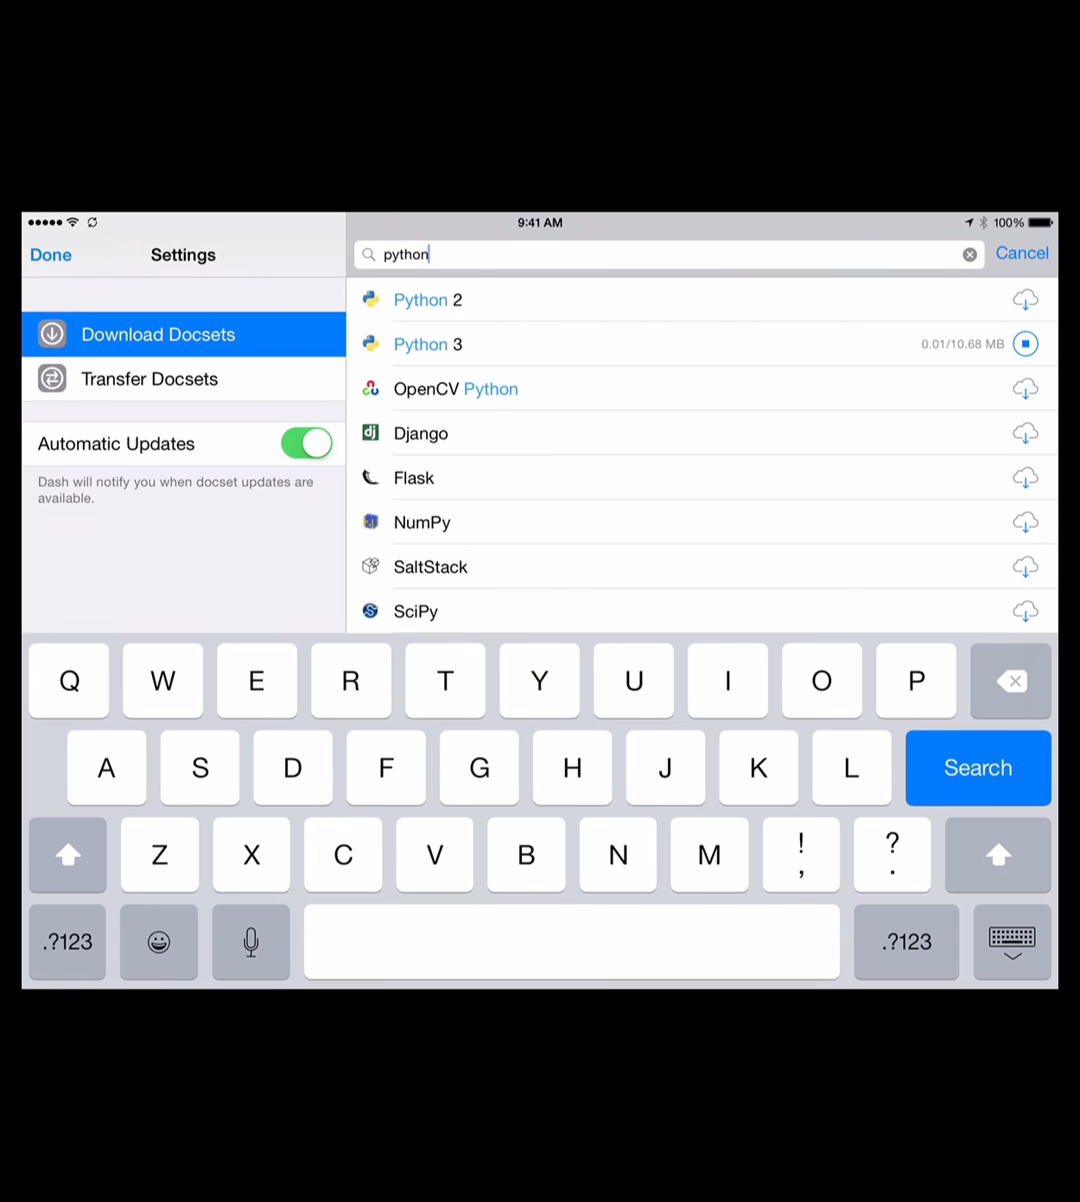 9:41 AM
100%
Done
Settings
python
Cancel
Download Docsets
Transfer Docsets
Automatic Updates
Dash will notify you when docset updates are
available.
Python 2
Python 3
0.01/10.68 MB
OpenCV Python
dj Django
Flask
NumPy
SaltStack
SciPy
Q W E R T Y U I O P
A S D F G H J K L Search
Z X C V B N M ! , ? .
.?123 .?123